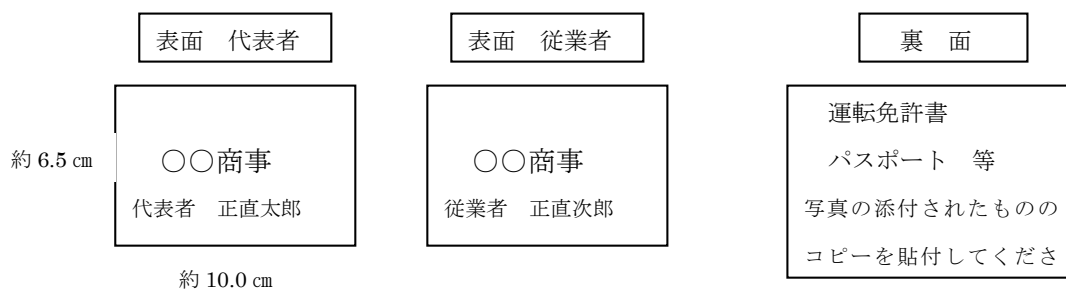 表面　代表者
表面　従業者
裏　面
約 6.5 ㎝
○○商事
代表者　正直太郎
約 10.0 ㎝
○○商事
従業者　正直次郎
運転免許書
パスポート　等
写真の添付されたものの
コピーを貼付してくださ